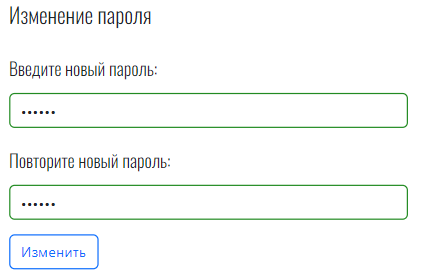 Изменение пароля
Введите новый пароль:
••••••
Повторите новый пароль:
••••••
Изменить